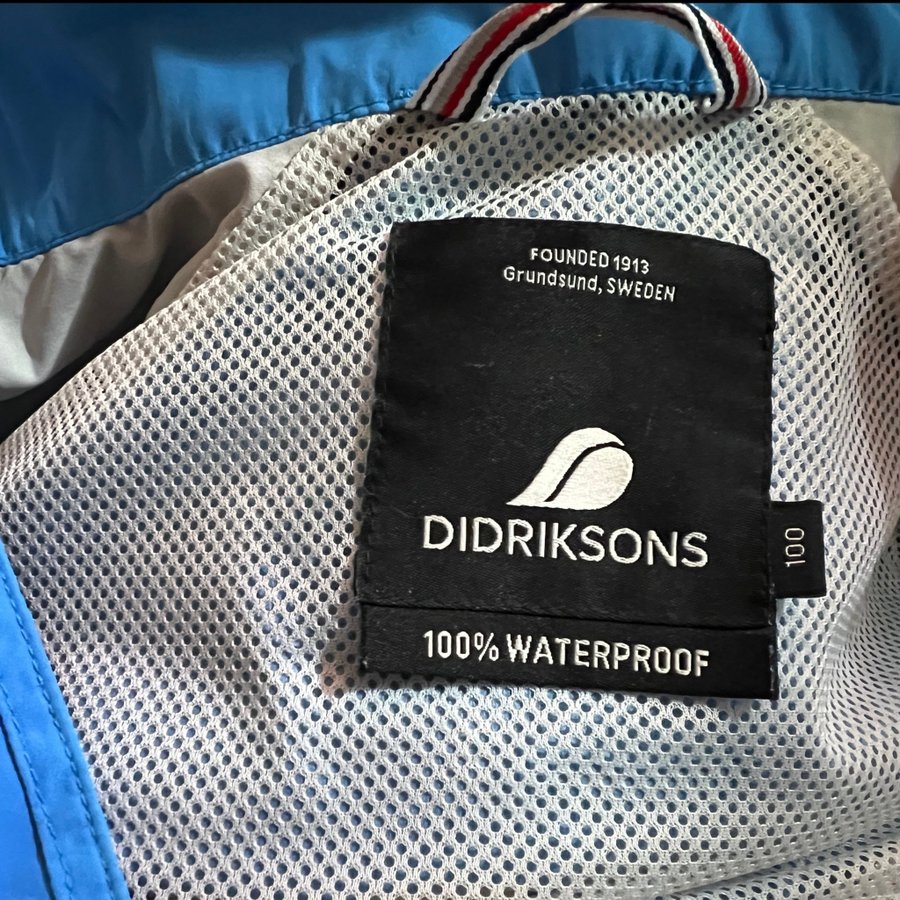 FOUNDED 1913
Grundsund, SWEDEN
DIDRIKSONS
100
100% WATERPROOF